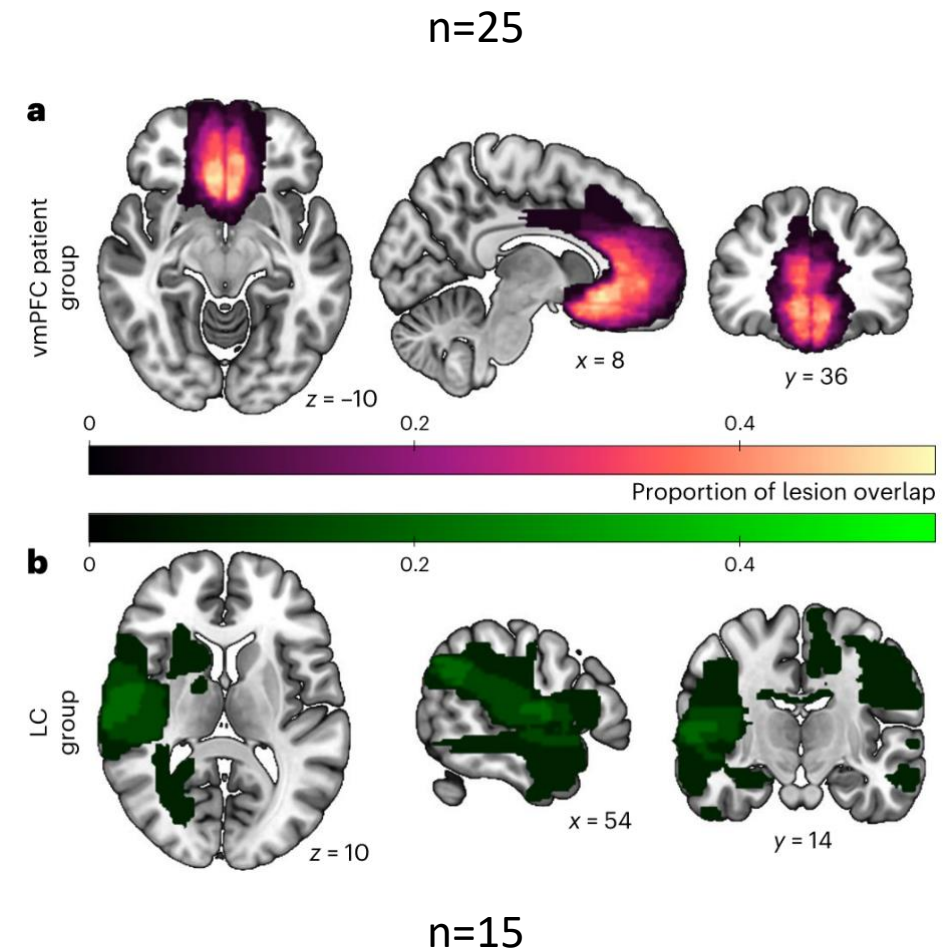 n=25
a
vmPFC patient
group
z = –10
x = 8
y = 36
0 0.2 0.4
Proportion of lesion overlap
0 0.2 0.4
b
LC
group
z = 10
x = 54
y = 14
n=15